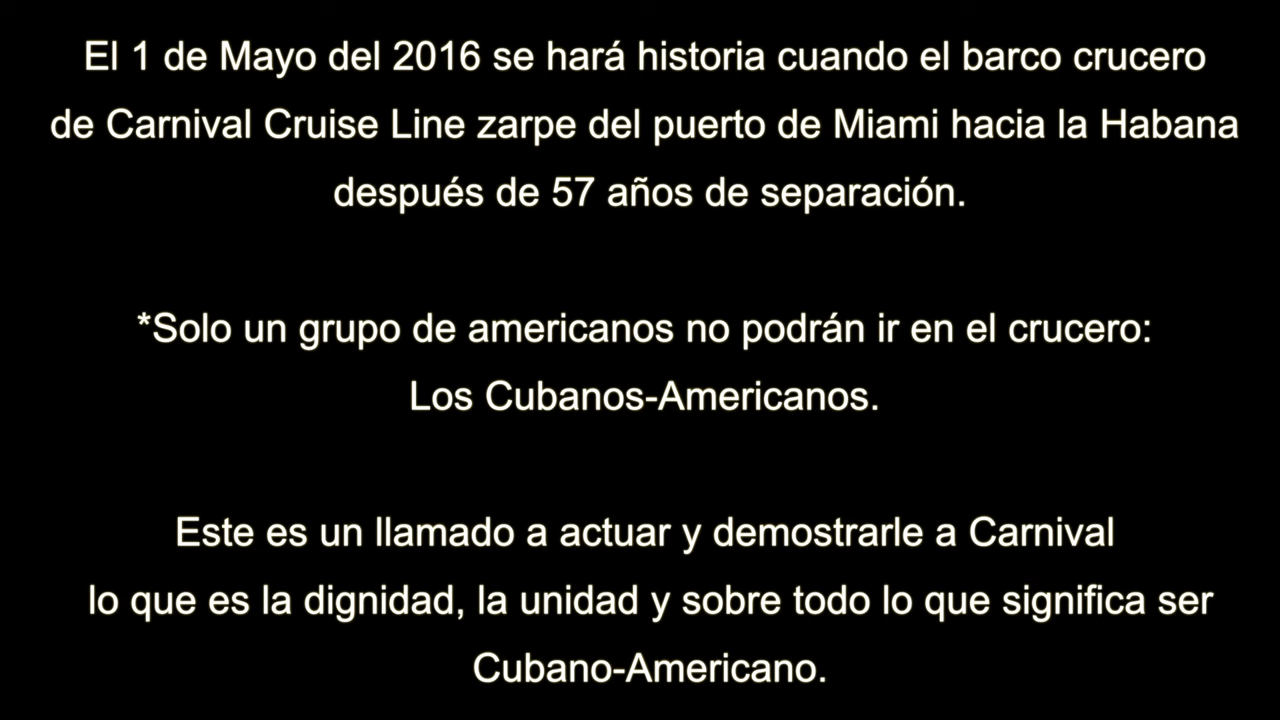 El 1 de Mayo del 2016 se hará historia cuando el barco crucero
de Carnival Cruise Line zarpe del puerto de Miami hacia la Habana
después de 57 años de separación.
*Solo un grupo de americanos no podrán ir en el crucero:
Los Cubanos-Americanos.
Este es un llamado a actuar y demostrarle a Carnival
lo que es la dignidad, la unidad y sobre todo lo que significa ser
Cubano-Americano.